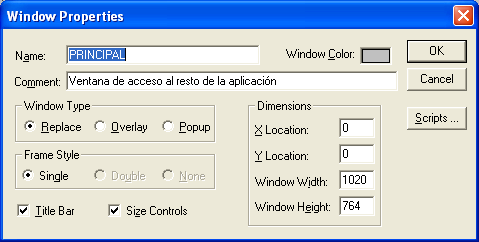 Window Properties
Name: PRINCIPAL Window Color: OK
Comment: Ventana de acceso al resto de la aplicación Cancel
Window Type Dimensions Scripts ...
Replace Overlay Popup X Location: 0
Frame Style Y Location: 0
Single Double None Window Width: 1020
Title Bar Size Controls Window Height: 764